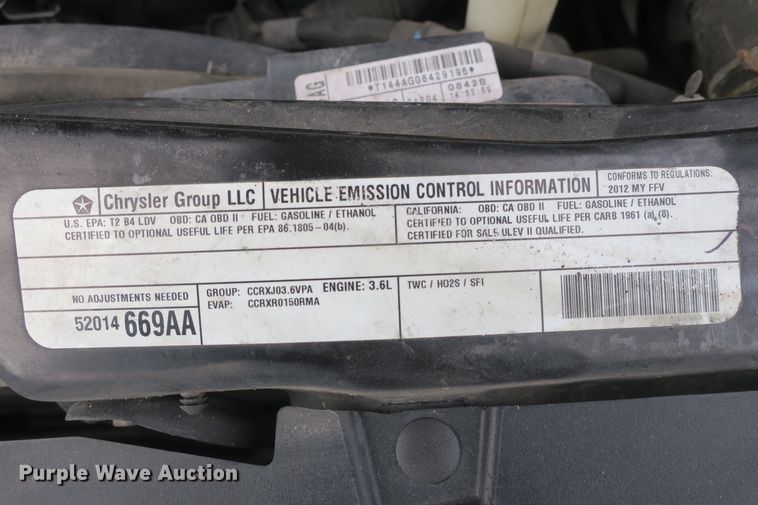 AG
*T144AG08429196*
0842B
14:53:59
Chrysler Group LLC
VEHICLE EMISSION CONTROL INFORMATION
CONFORMS TO REGULATIONS:
2012 MY FFV
U.S. EPA: T2 B4 LDV OBD: CA OBD II FUEL: GASOLINE / ETHANOL
CERTIFIED TO OPTIONAL USEFUL LIFE PER EPA 86.1805-04(b).
CALIFORNIA: OBD: CA OBD II FUEL: GASOLINE / ETHANOL
CERTIFIED TO OPTIONAL USEFUL LIFE PER CARB 1961 (a) (8).
CERTIFIED FOR SALE ULEV II QUALIFIED.
NO ADJUSTMENTS NEEDED
52014 669AA
GROUP: CCRXJ03.6VPA ENGINE: 3.6L
EVAP: CCRXR0150RMA
TWC / HO2S / SFI
Purple Wave Auction